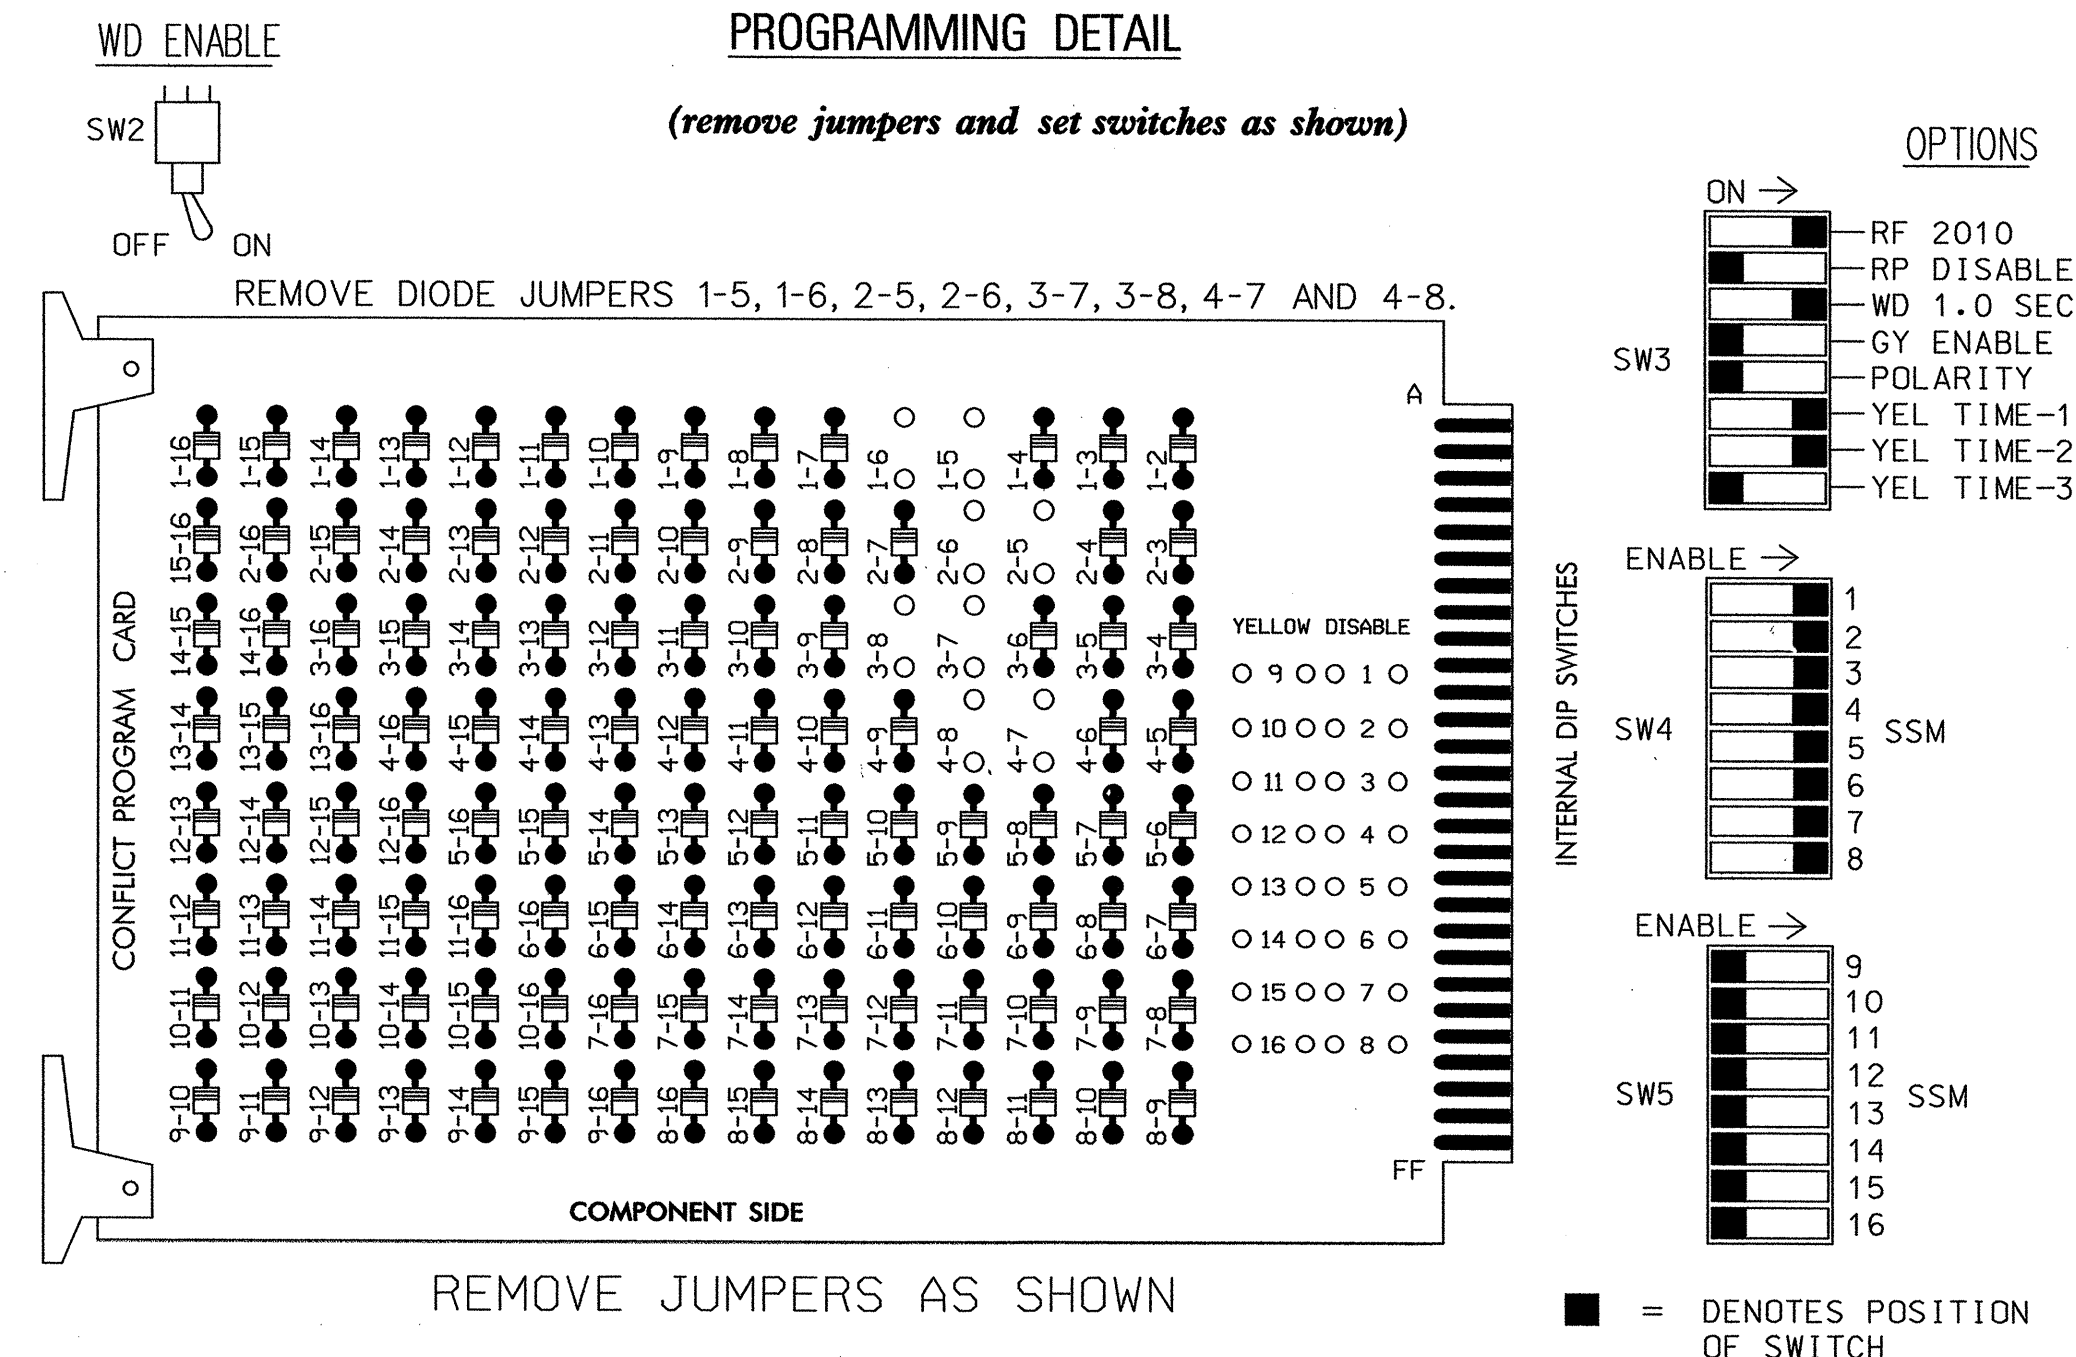 PROGRAMMING DETAIL
(remove jumpers and set switches as shown)
WD ENABLE
SW2
OFF ON
REMOVE DIODE JUMPERS 1-5, 1-6, 2-5, 2-6, 3-7, 3-8, 4-7 AND 4-8.
CONFLICT PROGRAM CARD
1-16 1-15 1-14 1-13 1-12 1-11 1-10 1-9 1-8 1-7 1-6 1-5 1-4 1-3 1-2
15-16 2-16 2-15 2-14 2-13 2-12 2-11 2-10 2-9 2-8 2-7 2-6 2-5 2-4 2-3
14-15 14-16 3-16 3-15 3-14 3-13 3-12 3-11 3-10 3-9 3-8 3-7 3-6 3-5 3-4
13-14 13-15 13-16 4-16 4-15 4-14 4-13 4-12 4-11 4-10 4-9 4-8 4-7 4-6 4-5
12-13 12-14 12-15 12-16 5-16 5-15 5-14 5-13 5-12 5-11 5-10 5-9 5-8 5-7 5-6
11-12 11-13 11-14 11-15 11-16 6-16 6-15 6-14 6-13 6-12 6-11 6-10 6-9 6-8 6-7
10-11 10-12 10-13 10-14 10-15 10-16 7-16 7-15 7-14 7-13 7-12 7-11 7-10 7-9 7-8
9-10 9-11 9-12 9-13 9-14 9-15 9-16 8-16 8-15 8-14 8-13 8-12 8-11 8-10 8-9
A
YELLOW DISABLE
9 1
10 2
11 3
12 4
13 5
14 6
15 7
16 8
FF
COMPONENT SIDE
REMOVE JUMPERS AS SHOWN
INTERNAL DIP SWITCHES
OPTIONS
ON →
SW3
RF 2010
RP DISABLE
WD 1.0 SEC
GY ENABLE
POLARITY
YEL TIME-1
YEL TIME-2
YEL TIME-3
ENABLE →
SW4
1
2
3
4
5
6
7
8
SSM
ENABLE →
SW5
9
10
11
12
13
14
15
16
SSM
= DENOTES POSITION
OF SWITCH